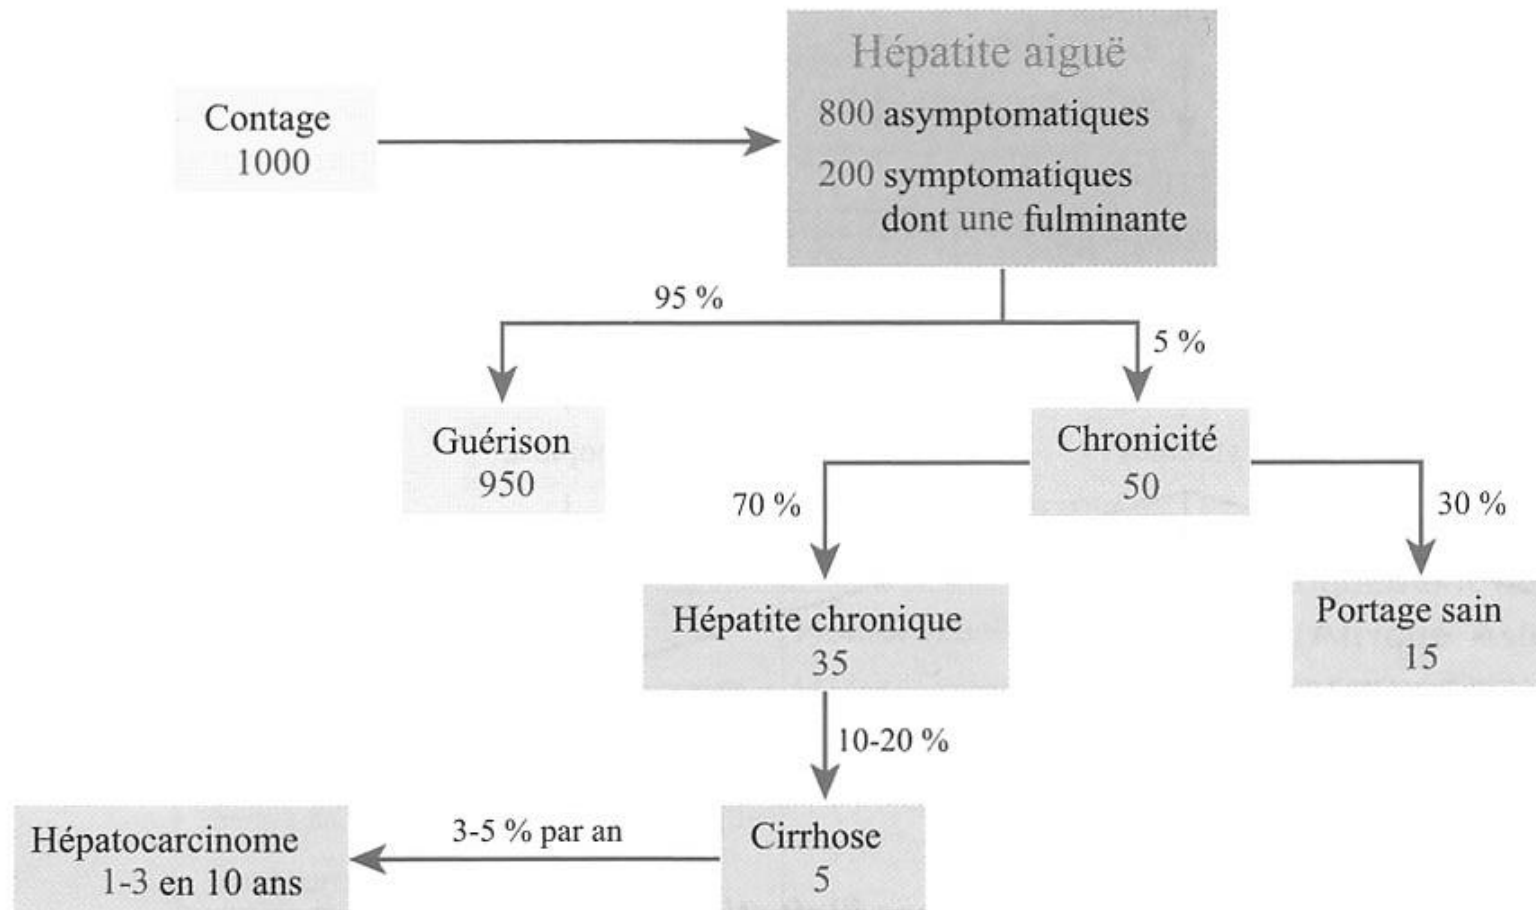 Contage
1000
Hépatite aiguë
800 asymptomatiques
200 symptomatiques
dont une fulminante
95 %
5 %
Guérison
950
Chronicité
50
70 %
30 %
Hépatite chronique
35
Portage sain
15
10-20 %
Hépatocarcinome
1-3 en 10 ans
3-5 % par an
Cirrhose
5